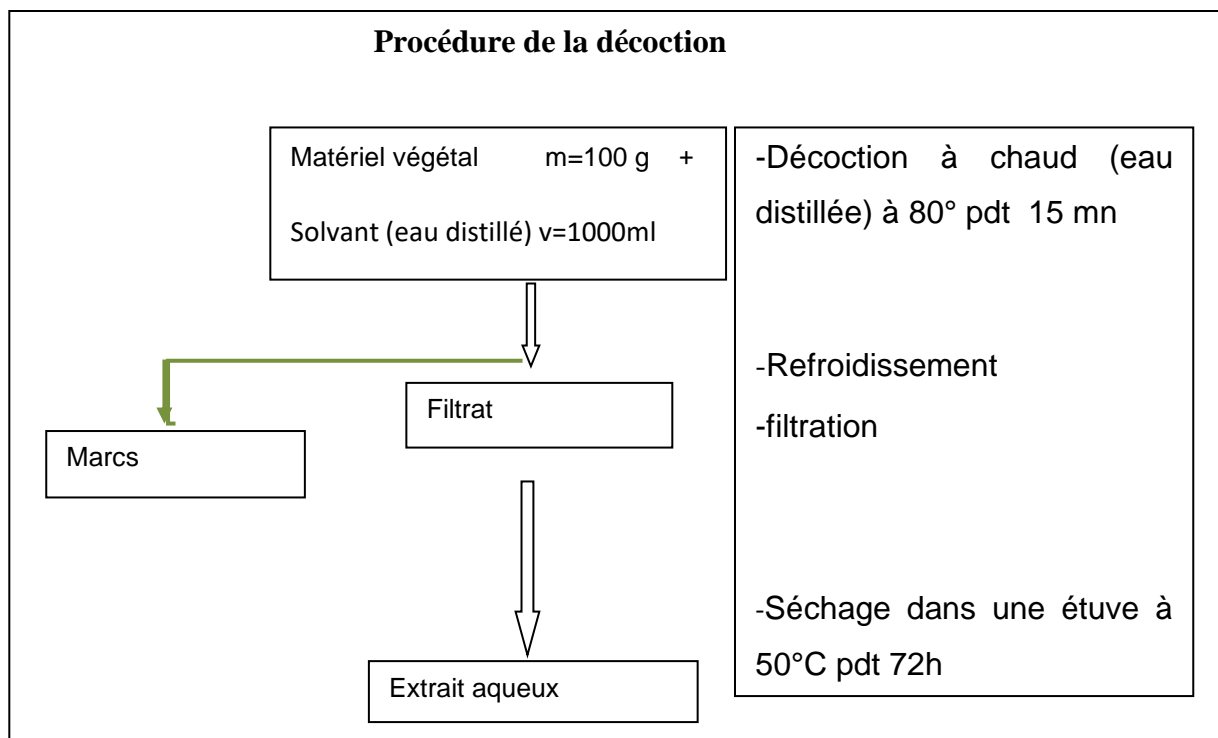 Procédure de la décoction
Matériel végétal m=100 g +
Solvant (eau distillé) v=1000ml
-Décoction à chaud (eau
distillée) à 80° pdt 15 mn
-Refroidissement
-filtration
Filtrat
Marcs
-Séchage dans une étuve à
50°C pdt 72h
Extrait aqueux